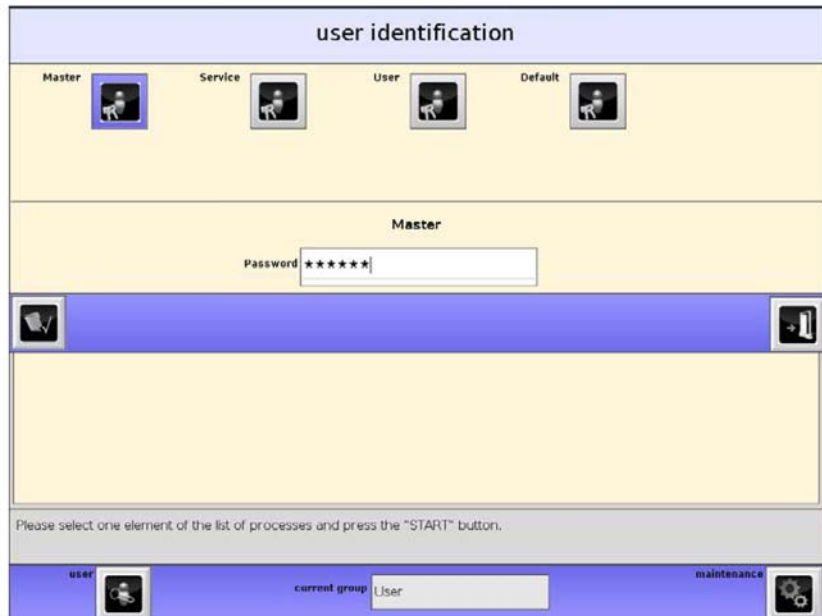 user identification
Master
Service
User
Default
Master
Password ★★★★★★
Please select one element of the list of processes and press the "START" button.
user
current group User
maintenance